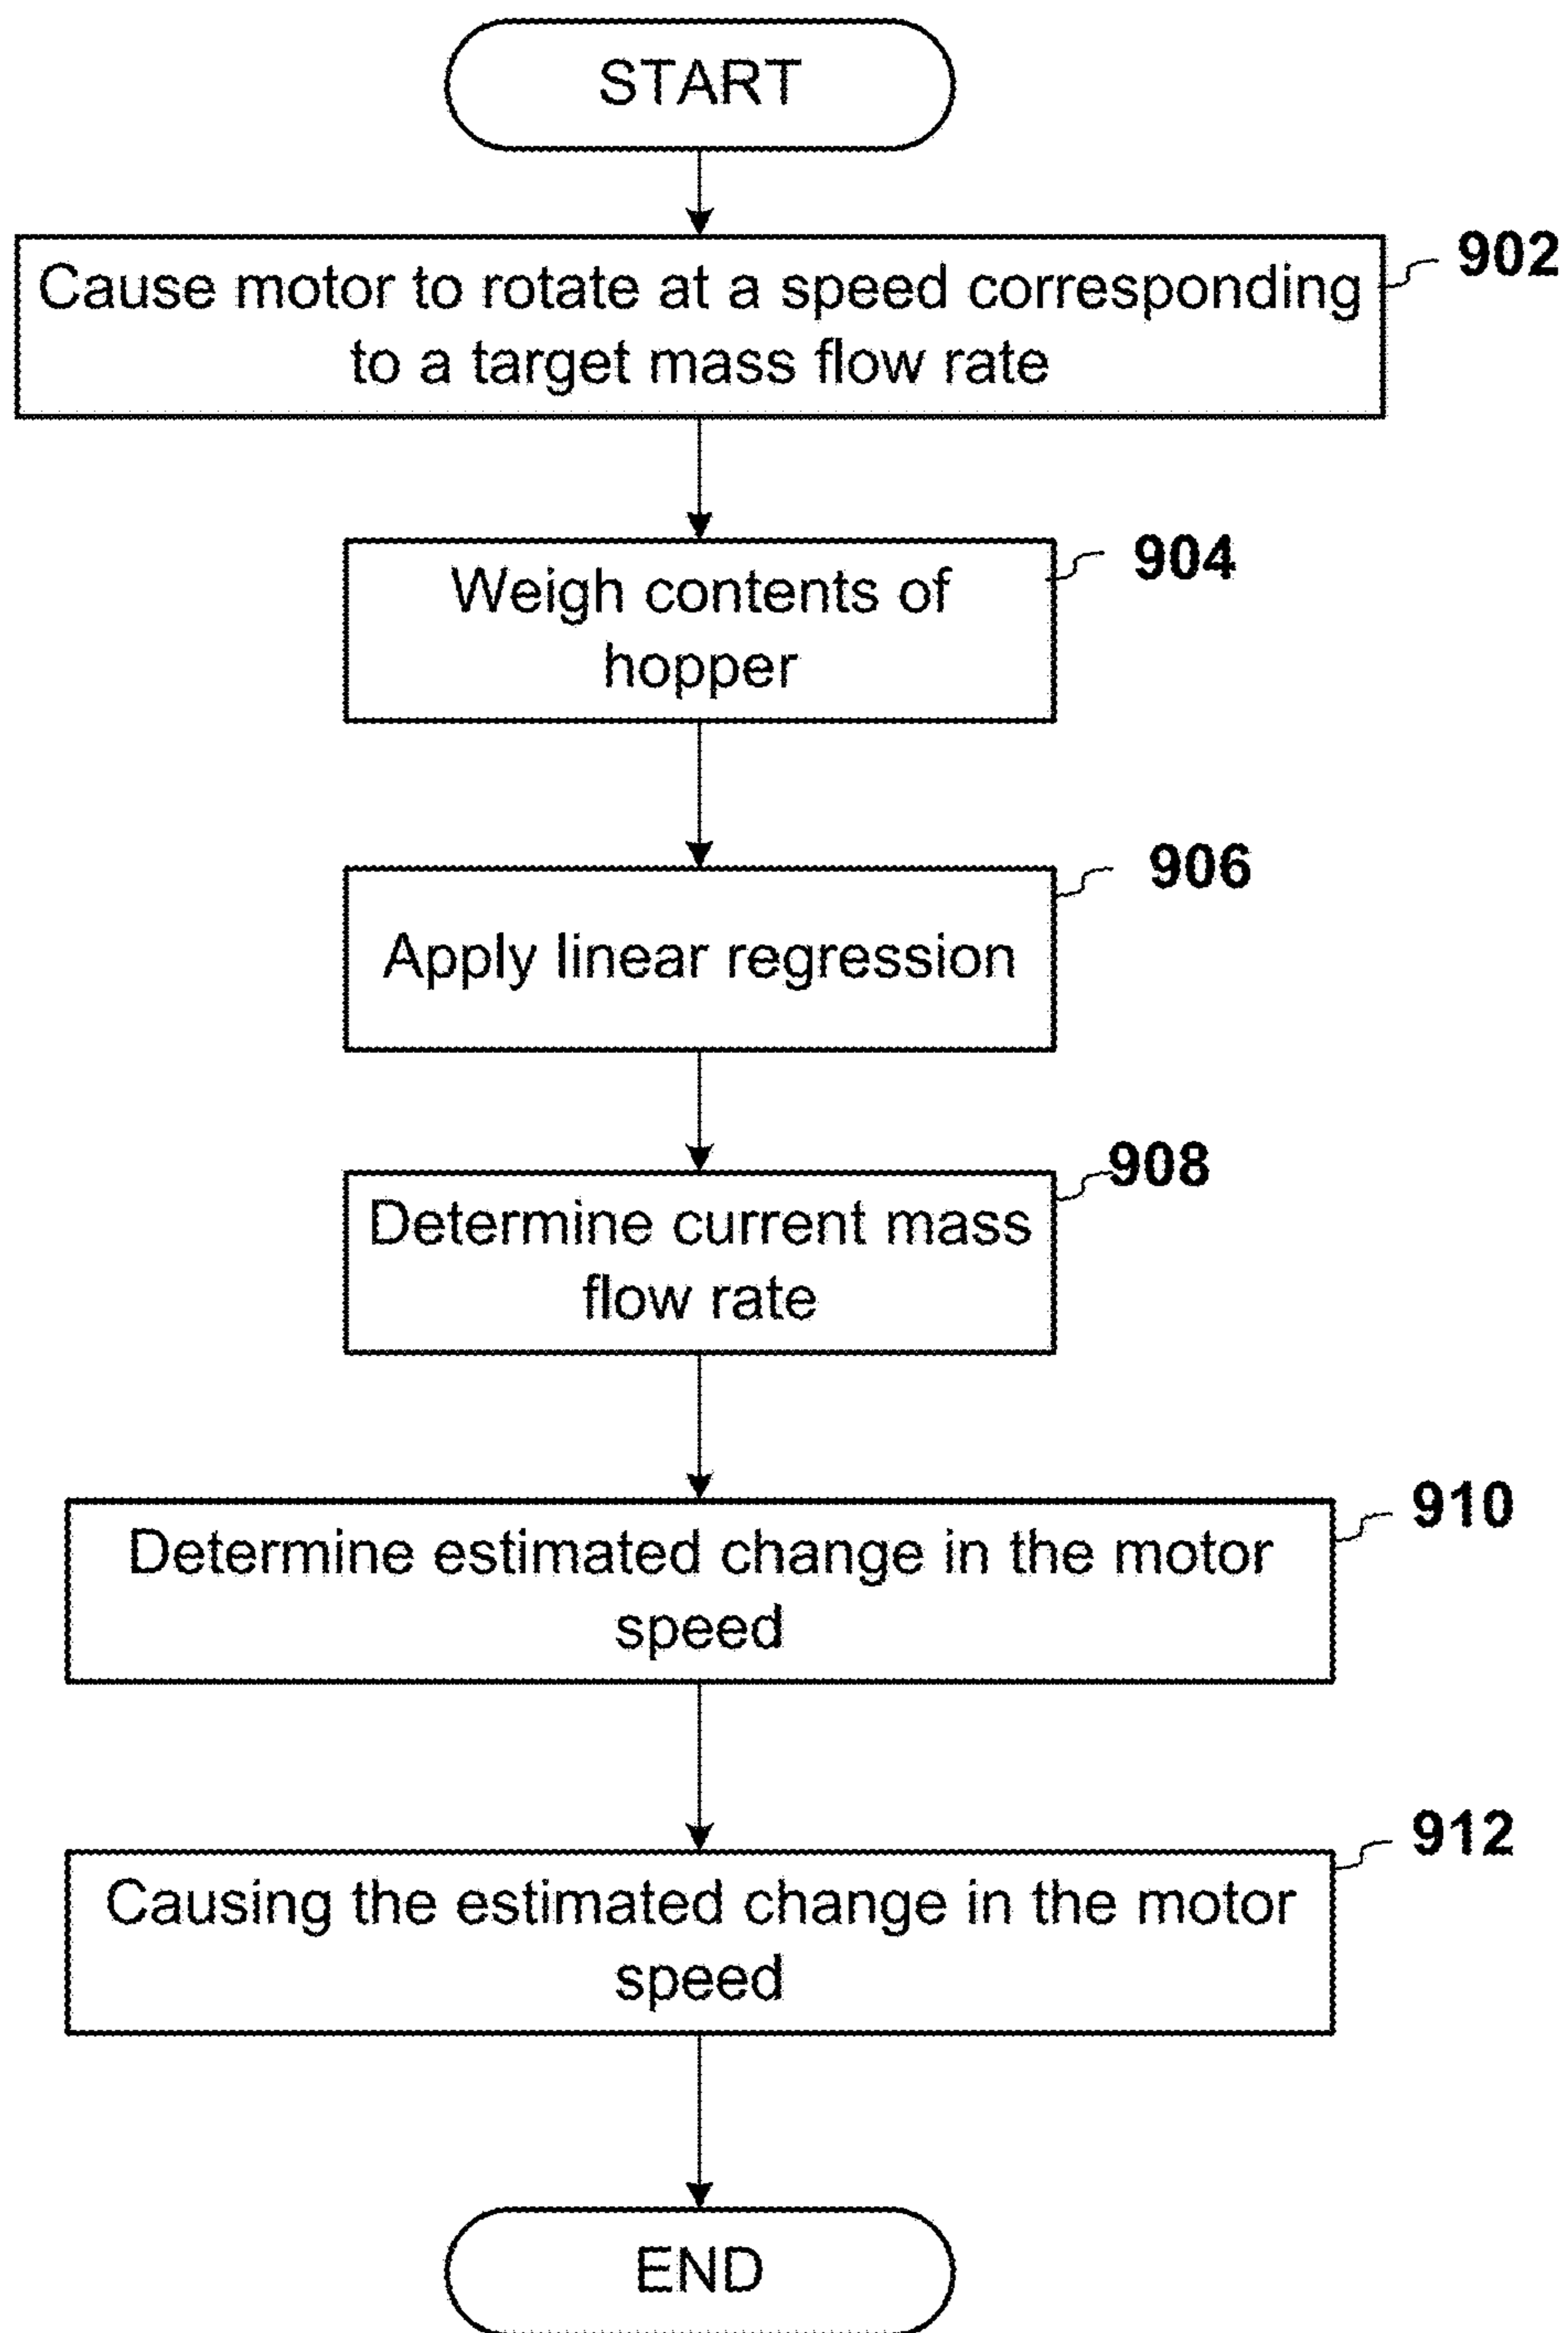 START
902
Cause motor to rotate at a speed corresponding
to a target mass flow rate
904
Weigh contents of
hopper
906
Apply linear regression
908
Determine current mass
flow rate
910
Determine estimated change in the motor
speed
912
Causing the estimated change in the motor
speed
END